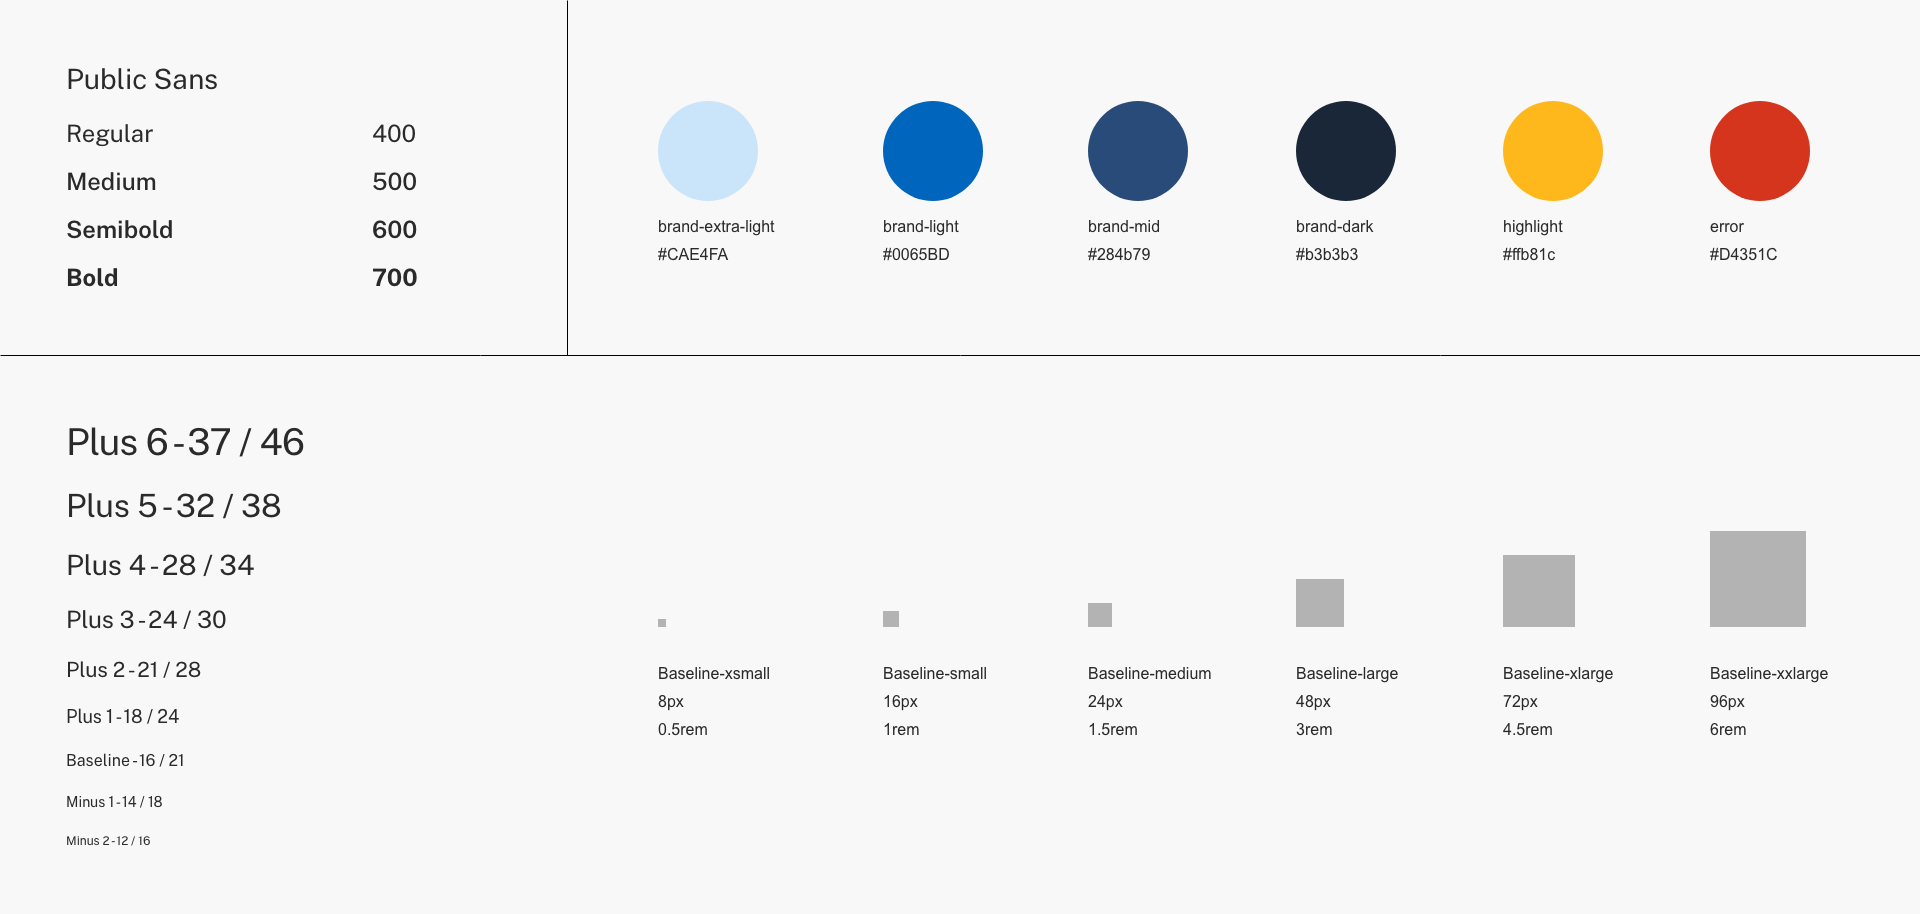 Public Sans
Regular 400
Medium 500
Semibold 600
Bold 700
brand-extra-light
#CAE4FA
brand-light
#0065BD
brand-mid
#284b79
brand-dark
#b3b3b3
highlight
#ffb81c
error
#D4351C
Plus 6 - 37 / 46
Plus 5 - 32 / 38
Plus 4 - 28 / 34
Plus 3 - 24 / 30
Plus 2 - 21 / 28
Plus 1 - 18 / 24
Baseline - 16 / 21
Minus 1 - 14 / 18
Minus 2 - 12 / 16
Baseline-xsmall
8px
0.5rem
Baseline-small
16px
1rem
Baseline-medium
24px
1.5rem
Baseline-large
48px
3rem
Baseline-xlarge
72px
4.5rem
Baseline-xxlarge
96px
6rem